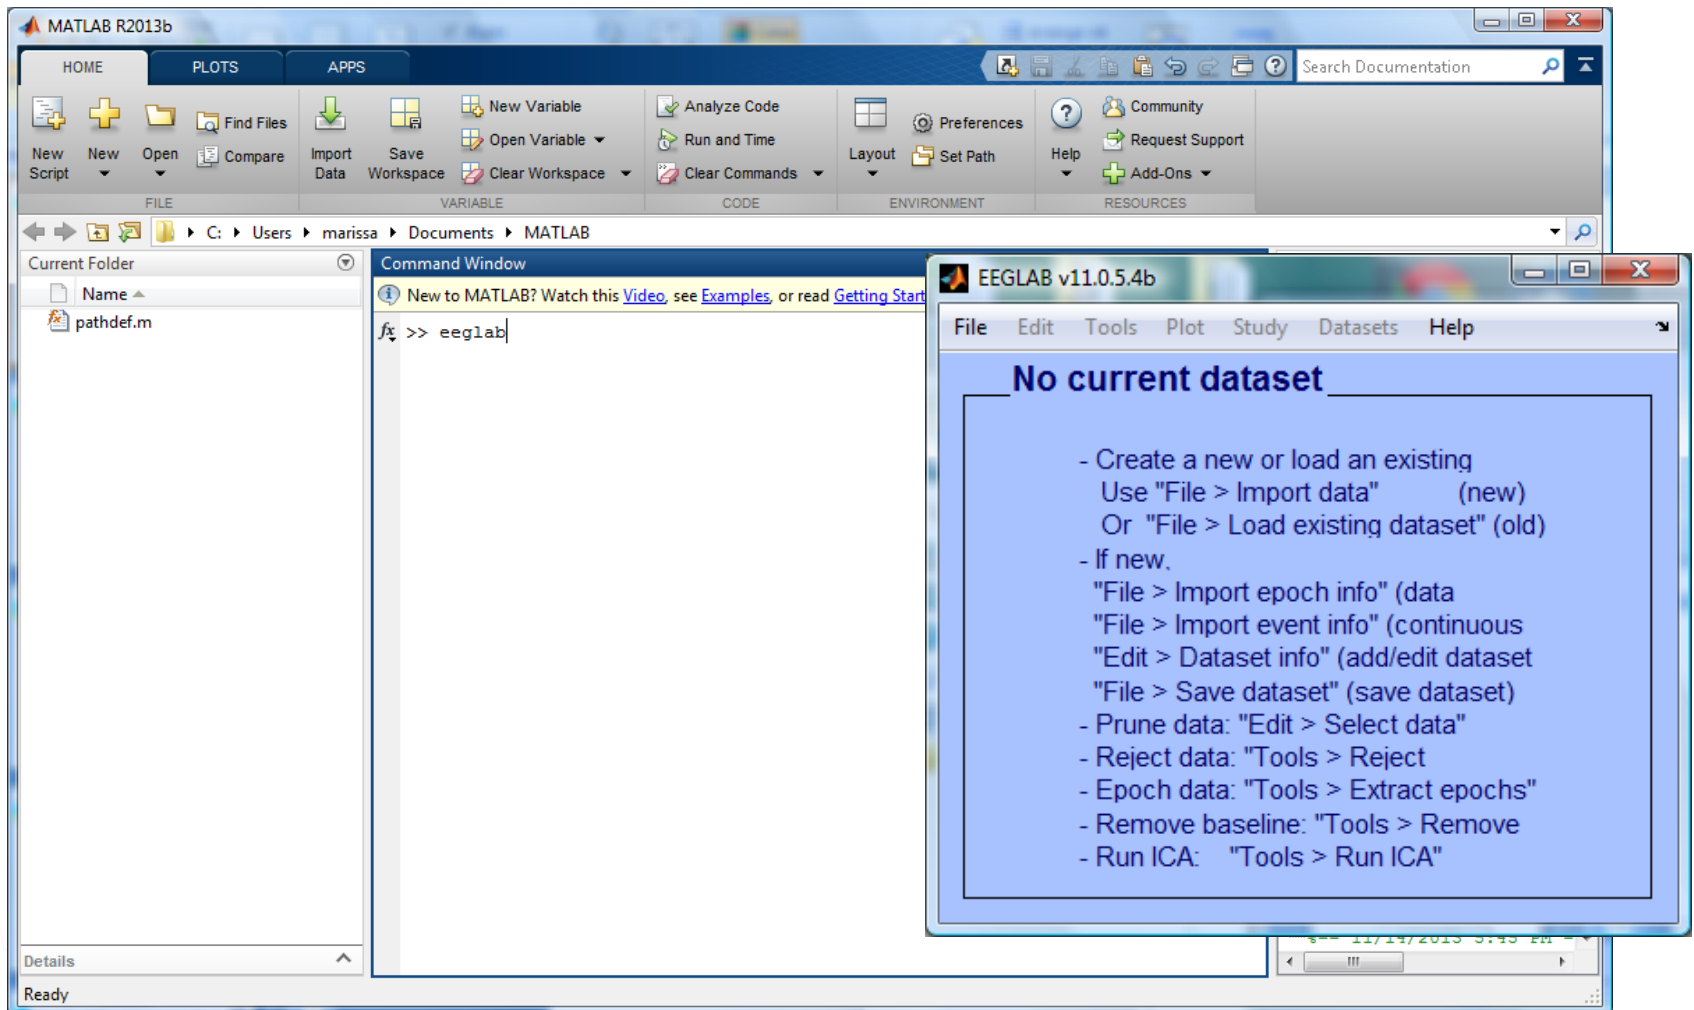 MATLAB R2013b
HOME PLOTS APPS
Search Documentation
New Script
New
Open
Find Files
Compare
Import Data
Save Workspace
New Variable
Open Variable
Clear Workspace
Analyze Code
Run and Time
Clear Commands
Layout
Preferences
Set Path
Help
Community
Request Support
Add-Ons
FILE VARIABLE CODE ENVIRONMENT RESOURCES
C: Users marissa Documents MATLAB
Current Folder
Name
pathdef.m
Details
Ready
Command Window
New to MATLAB? Watch this Video, see Examples, or read Getting Start
fx >> eeglab
EEGLAB v11.0.5.4b
File Edit Tools Plot Study Datasets Help
No current dataset
- Create a new or load an existing
Use "File > Import data" (new)
Or "File > Load existing dataset" (old)
- If new,
"File > Import epoch info" (data
"File > Import event info" (continuous
"Edit > Dataset info" (add/edit dataset
"File > Save dataset" (save dataset)
- Prune data: "Edit > Select data"
- Reject data: "Tools > Reject
- Epoch data: "Tools > Extract epochs"
- Remove baseline: "Tools > Remove
- Run ICA: "Tools > Run ICA"
%-- 11/14/2013 3:43 PM -